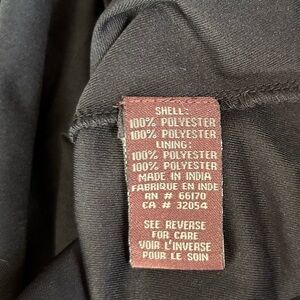 SHELL:
100% POLYESTER
100% POLYESTER
LINING:
100% POLYESTER
100% POLYESTER
MADE IN INDIA
FABRIQUE EN INDE
RN # 66170
CA # 32054
SEE REVERSE
FOR CARE
VOIR L'INVERSE
POUR LE SOIN